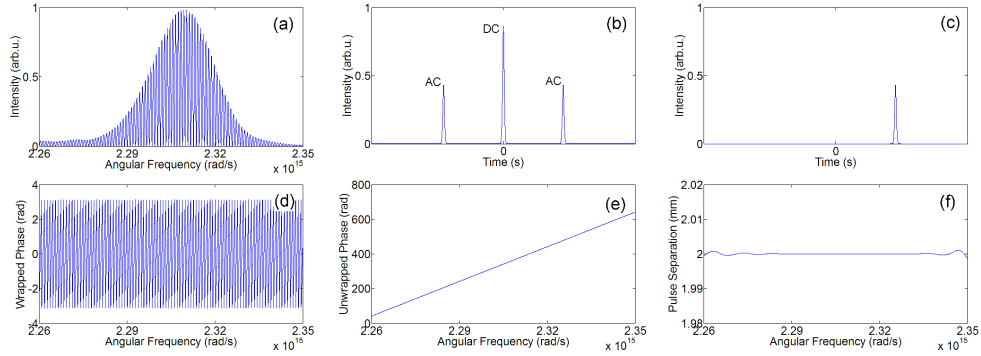 (a)
Intensity (arb.u.)
1
0.5
0
2.26
2.29
2.32
2.35
Angular Frequency (rad/s)
x 10^15
(b)
Intensity (arb.u.)
1
0.5
0
AC
DC
AC
0
Time (s)
(c)
Intensity (arb.u.)
1
0.5
0
0
Time (s)
(d)
Wrapped Phase (rad)
4
2
0
-2
-4
2.26
2.29
2.32
2.35
Angular Frequency (rad/s)
x 10^15
(e)
Unwrapped Phase (rad)
800
600
400
200
0
2.26
2.29
2.32
2.35
Angular Frequency (rad/s)
x 10^15
(f)
Pulse Separation (mm)
2.02
2.01
2
1.99
1.98
2.26
2.29
2.32
2.35
Angular Frequency (rad/s)
x 10^15